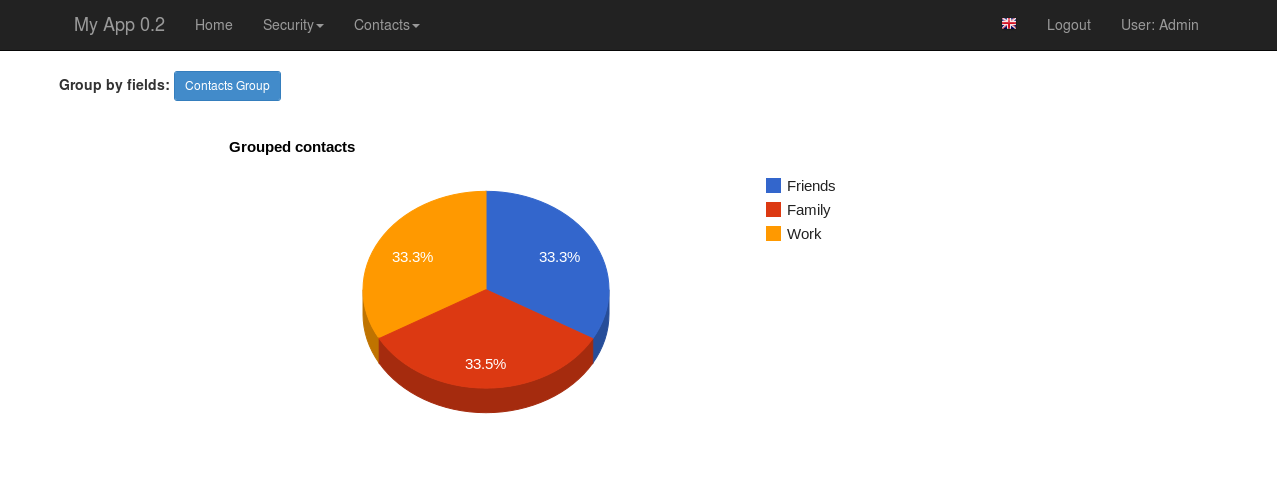 My App 0.2 Home Security Contacts Logout User: Admin
Group by fields: Contacts Group
Grouped contacts
Friends
Family
Work
33.3% 33.3%
33.5%